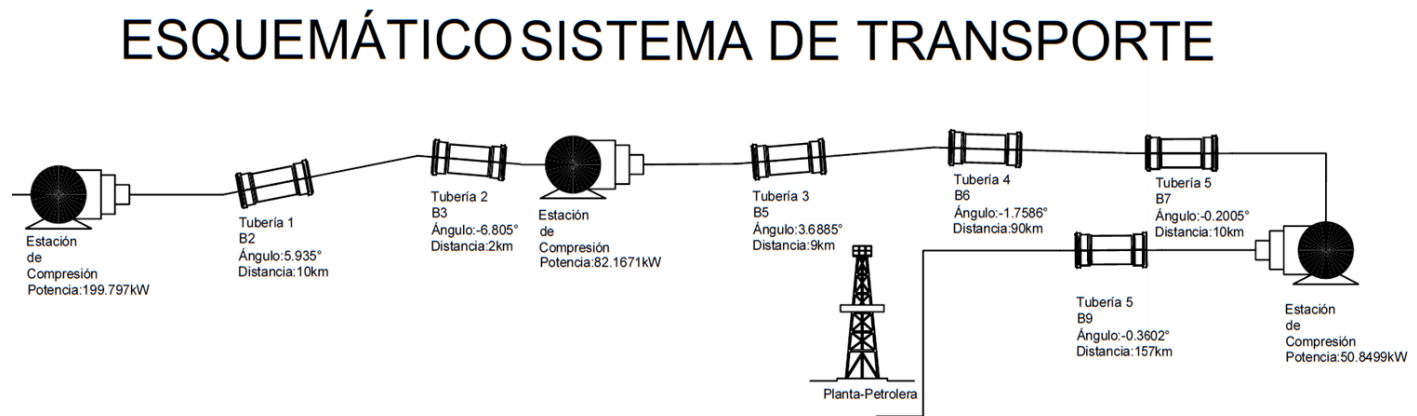 ESQUEMÁTICO SISTEMA DE TRANSPORTE
Estación
de
Compresión
Potencia:199.797kW
Tubería 1
B2
Ángulo:5.935°
Distancia:10km
Tubería 2
B3
Ángulo:-6.805°
Distancia:2km
Estación
de
Compresión
Potencia:82.1671kW
Tubería 3
B5
Ángulo:3.6885°
Distancia:9km
Tubería 4
B6
Ángulo:-1.7586°
Distancia:90km
Tubería 5
B7
Ángulo:-0.2005°
Distancia:10km
Estación
de
Compresión
Potencia:50.8499kW
Tubería 5
B9
Ángulo:-0.3602°
Distancia:157km
Planta-Petrolera